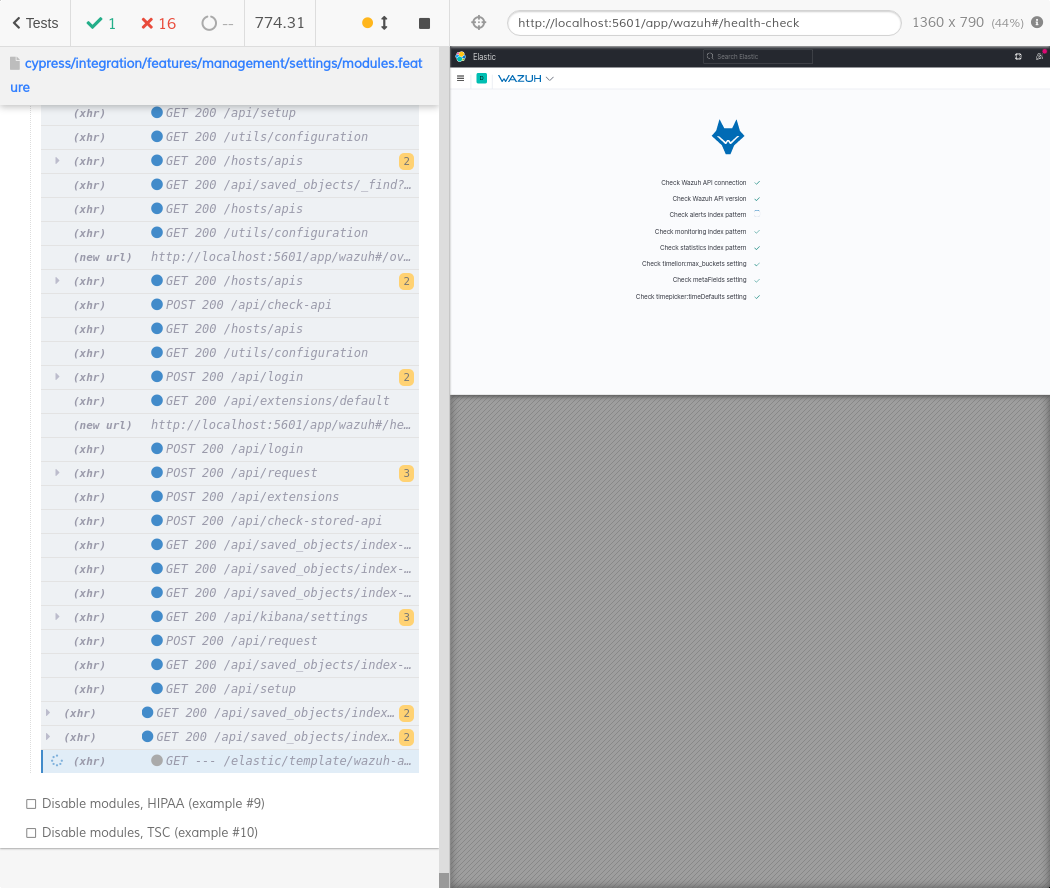 Tests
1
16
--
774.31
http://localhost:5601/app/wazuh#/health-check
1360 x 790 (44%)
cypress/integration/features/management/settings/modules.feat
ure
(xhr) GET 200 /api/setup
(xhr) GET 200 /utils/configuration
(xhr) GET 200 /hosts/apis 2
(xhr) GET 200 /api/saved_objects/_find?…
(xhr) GET 200 /hosts/apis
(xhr) GET 200 /utils/configuration
(new url) http://localhost:5601/app/wazuh#/ov…
(xhr) GET 200 /hosts/apis 2
(xhr) POST 200 /api/check-api
(xhr) GET 200 /hosts/apis
(xhr) GET 200 /utils/configuration
(xhr) POST 200 /api/login 2
(xhr) GET 200 /api/extensions/default
(new url) http://localhost:5601/app/wazuh#/he…
(xhr) POST 200 /api/login
(xhr) POST 200 /api/request 3
(xhr) POST 200 /api/extensions
(xhr) POST 200 /api/check-stored-api
(xhr) GET 200 /api/saved_objects/index-…
(xhr) GET 200 /api/saved_objects/index-…
(xhr) GET 200 /api/saved_objects/index-…
(xhr) GET 200 /api/kibana/settings 3
(xhr) POST 200 /api/request
(xhr) GET 200 /api/saved_objects/index-…
(xhr) GET 200 /api/setup
(xhr) GET 200 /api/saved_objects/index… 2
(xhr) GET 200 /api/saved_objects/index… 2
(xhr) GET --- /elastic/template/wazuh-a…
Disable modules, HIPAA (example #9)
Disable modules, TSC (example #10)
Elastic
Search Elastic
D
WAZUH
Check Wazuh API connection
Check Wazuh API version
Check alerts index pattern
Check monitoring index pattern
Check statistics index pattern
Check timelion:max_buckets setting
Check metaFields setting
Check timepicker:timeDefaults setting